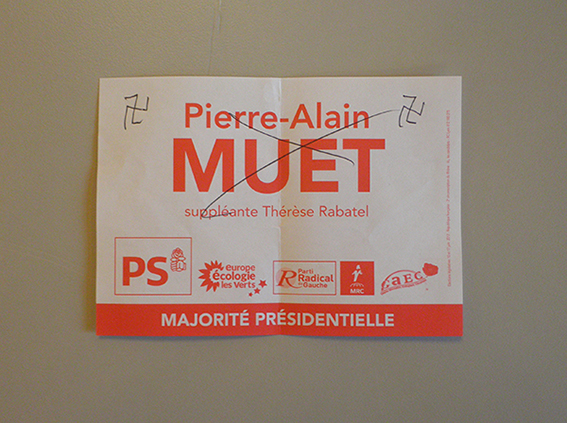 Pierre-Alain
MUET
suppléante Thérèse Rabatel
PS
europe
écologie
les Verts
R
Parti
Radical
de Gauche
MRC
MAJORITÉ PRÉSIDENTIELLE